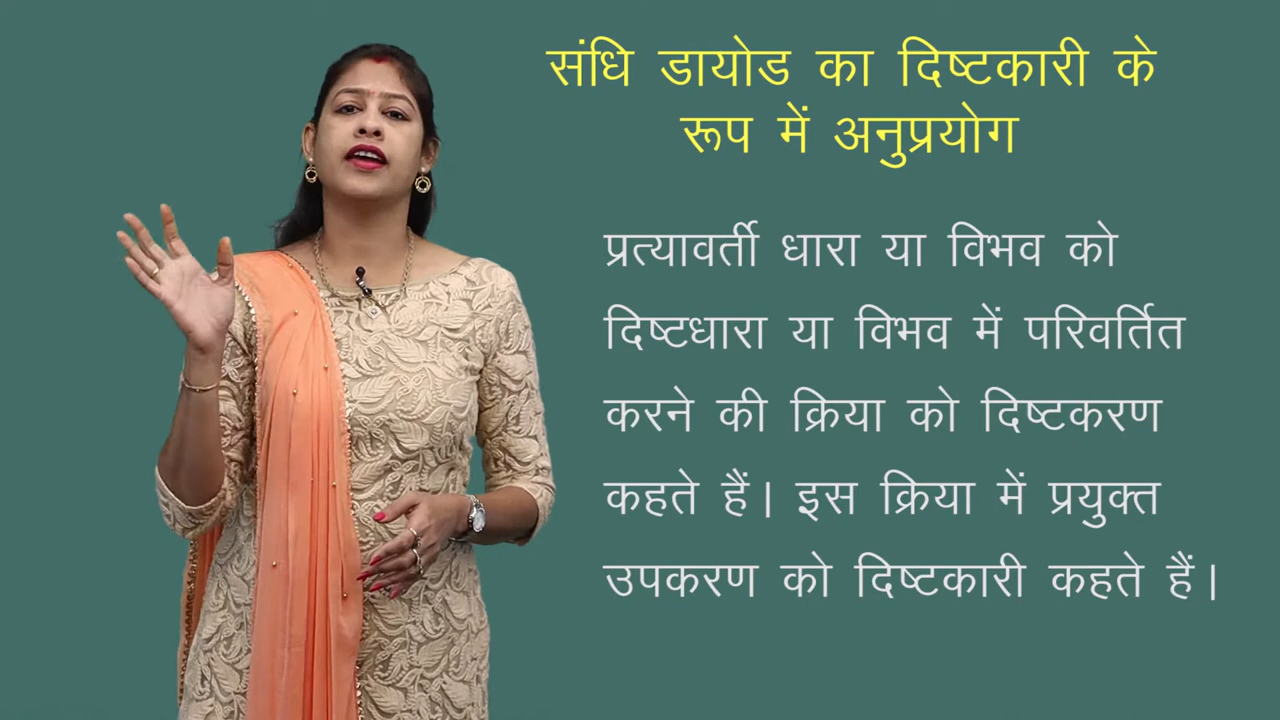 संधि डायोड का दिष्टकारी के
रूप में अनुप्रयोग
प्रत्यावर्ती धारा या विभव को
दिष्टधारा या विभव में परिवर्तित
करने की क्रिया को दिष्टकरण
कहते हैं। इस क्रिया में प्रयुक्त
उपकरण को दिष्टकारी कहते हैं।